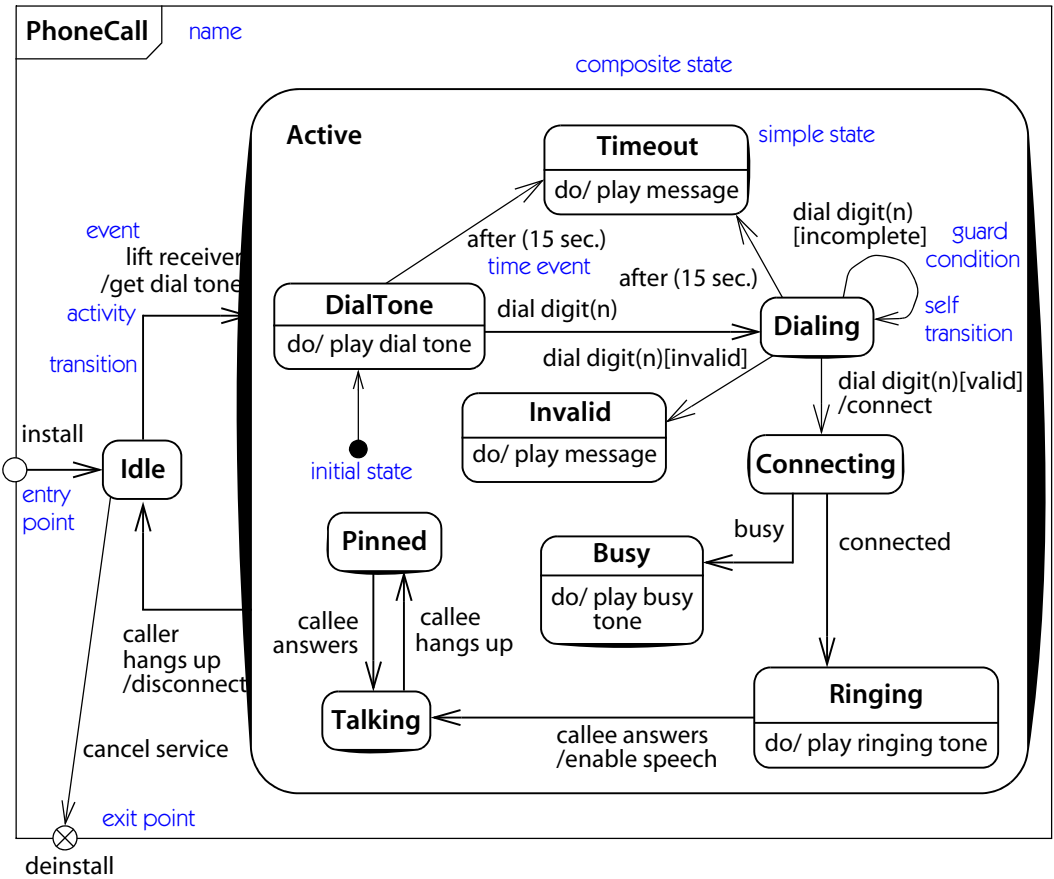 PhoneCall
name
composite state
Active
Timeout
do/ play message
simple state
event
lift receiver
/get dial tone
activity
transition
after (15 sec.)
time event
after (15 sec.)
dial digit(n)
[incomplete]
guard
condition
self
transition
DialTone
do/ play dial tone
dial digit(n)
Dialing
dial digit(n)[invalid]
dial digit(n)[valid]
/connect
Invalid
do/ play message
initial state
install
Idle
entry
point
Connecting
Pinned
busy
connected
Busy
do/ play busy
tone
callee
answers
callee
hangs up
caller
hangs up
/disconnect
Talking
Ringing
do/ play ringing tone
callee answers
/enable speech
cancel service
exit point
deinstall